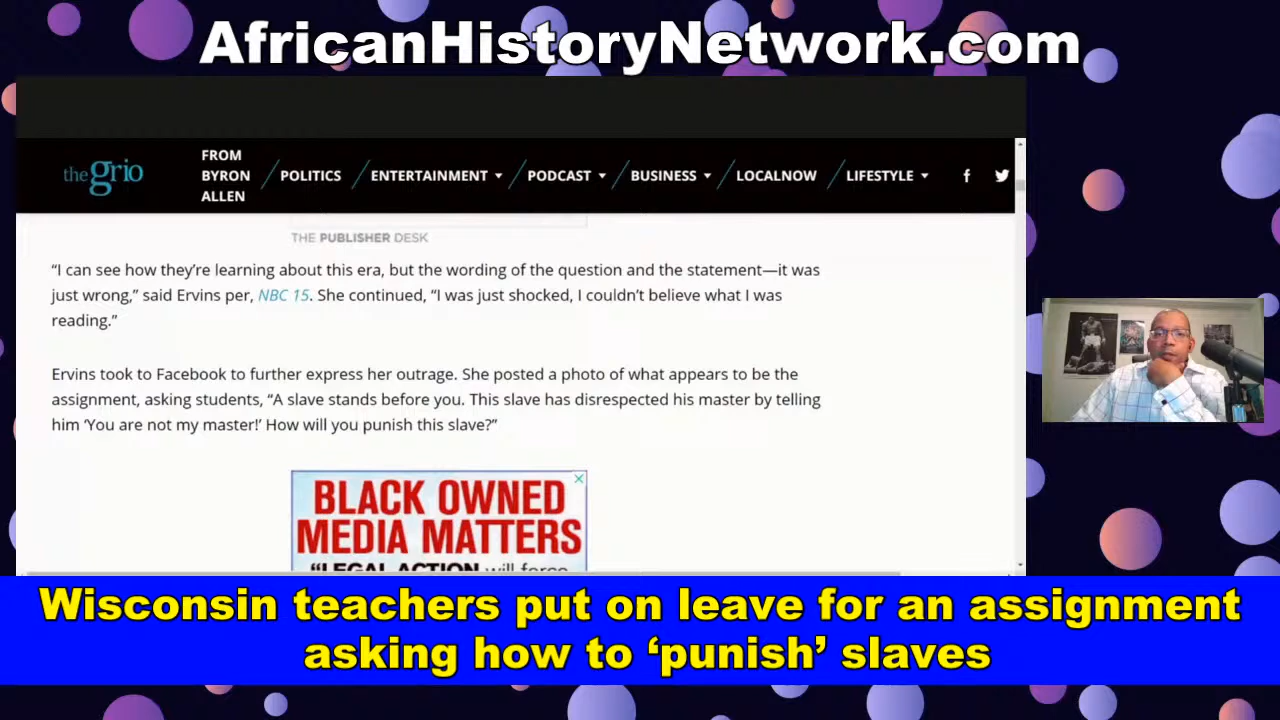 AfricanHistoryNetwork.com
thegrio
FROM
BYRON
ALLEN
POLITICS
ENTERTAINMENT
PODCAST
BUSINESS
LOCALNOW
LIFESTYLE
THE PUBLISHER DESK
“I can see how they’re learning about this era, but the wording of the question and the statement—it was
just wrong,” said Ervins per, NBC 15. She continued, “I was just shocked, I couldn’t believe what I was
reading.”
Ervins took to Facebook to further express her outrage. She posted a photo of what appears to be the
assignment, asking students, “A slave stands before you. This slave has disrespected his master by telling
him ‘You are not my master!’ How will you punish this slave?”
BLACK OWNED
MEDIA MATTERS
“LEGAL ACTION will force
Wisconsin teachers put on leave for an assignment
asking how to ‘punish’ slaves